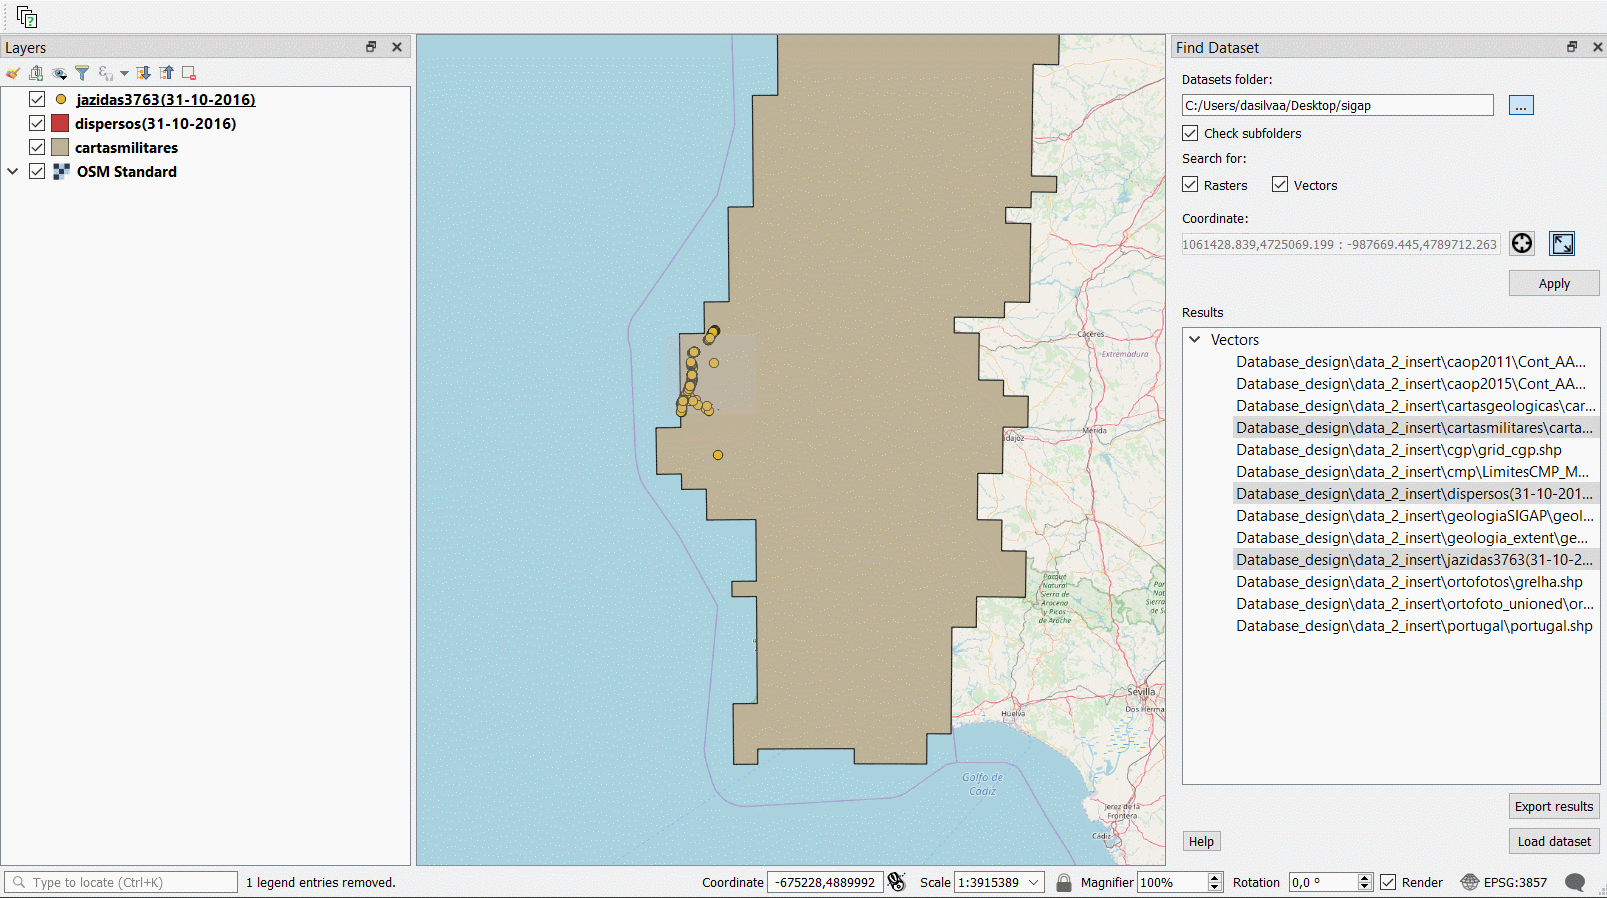 Layers
jazidas3763(31-10-2016)
dispersos(31-10-2016)
cartasmilitares
OSM Standard
Cáceres
Extremadura
Mérida
adajoz
Parque
Natural
Sierra de
Aracena
y Picos
de Aroche
Sevilla
Dos Herma
Huelva
Golfo de
Cádiz
Jerez de la
Frontera
Cádiz
Find Dataset
Datasets folder:
C:/Users/dasilvaa/Desktop/sigap
...
Check subfolders
Search for:
Rasters
Vectors
Coordinate:
1061428.839,4725069.199 : -987669.445,4789712.263
Apply
Results
Vectors
Database_design\data_2_insert\caop2011\Cont_AA...
Database_design\data_2_insert\caop2015\Cont_AA...
Database_design\data_2_insert\cartasgeologicas\car...
Database_design\data_2_insert\cartasmilitares\carta...
Database_design\data_2_insert\cgp\grid_cgp.shp
Database_design\data_2_insert\cmp\LimitesCMP_M...
Database_design\data_2_insert\dispersos(31-10-201...
Database_design\data_2_insert\geologiaSIGAP\geol...
Database_design\data_2_insert\geologia_extent\ge...
Database_design\data_2_insert\jazidas3763(31-10-2...
Database_design\data_2_insert\ortofotos\grelha.shp
Database_design\data_2_insert\ortofoto_unioned\or...
Database_design\data_2_insert\portugal\portugal.shp
Export results
Help
Load dataset
Type to locate (Ctrl+K)
1 legend entries removed.
Coordinate -675228,4889992
Scale 1:3915389
Magnifier 100%
Rotation 0,0 °
Render
EPSG:3857